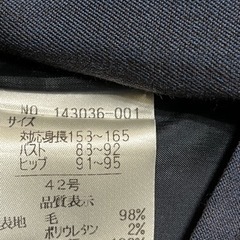 NO 143036-001
サイズ
対応身長153~165
バスト 83~92
ヒップ 91~95
42号
品質表示
表地 毛 98%
ポリウレタン 2%